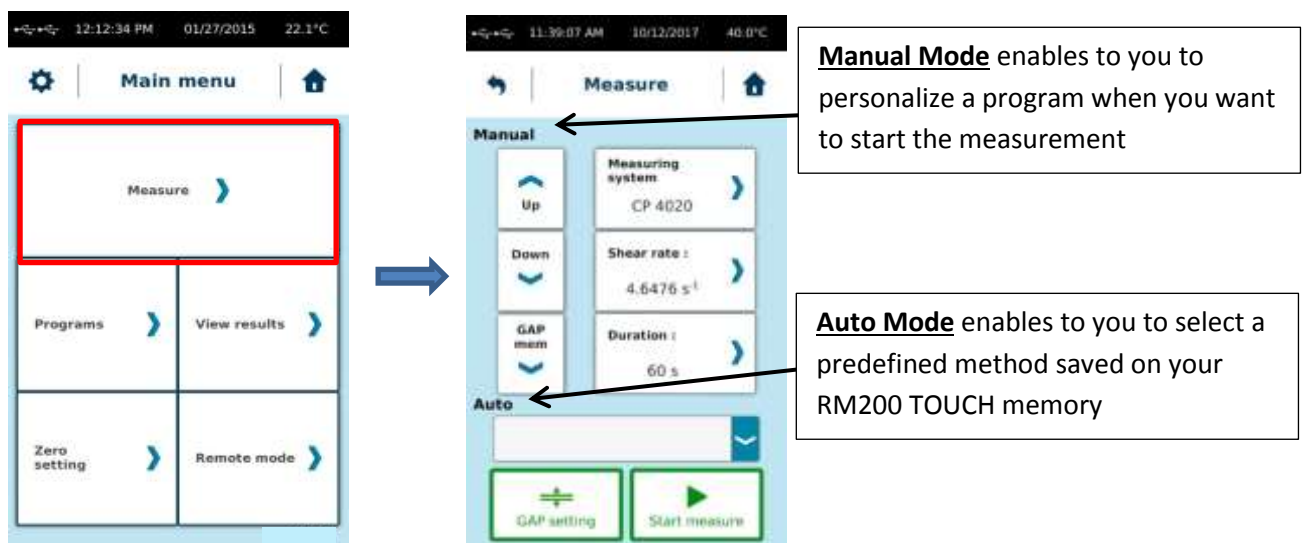 12:12:34 PM 01/27/2015 22.1°C
Main menu
Measure
Programs
View results
Zero
setting
Remote mode
11:39:07 AM 10/12/2017 40.0°C
Measure
Manual
Up
Down
GAP
mem
Measuring
system
CP 4020
Shear rate :
4.6476 s⁻¹
Duration :
60 s
Auto
GAP setting
Start measure
Manual Mode enables to you to
personalize a program when you want
to start the measurement
Auto Mode enables to you to select a
predefined method saved on your
RM200 TOUCH memory